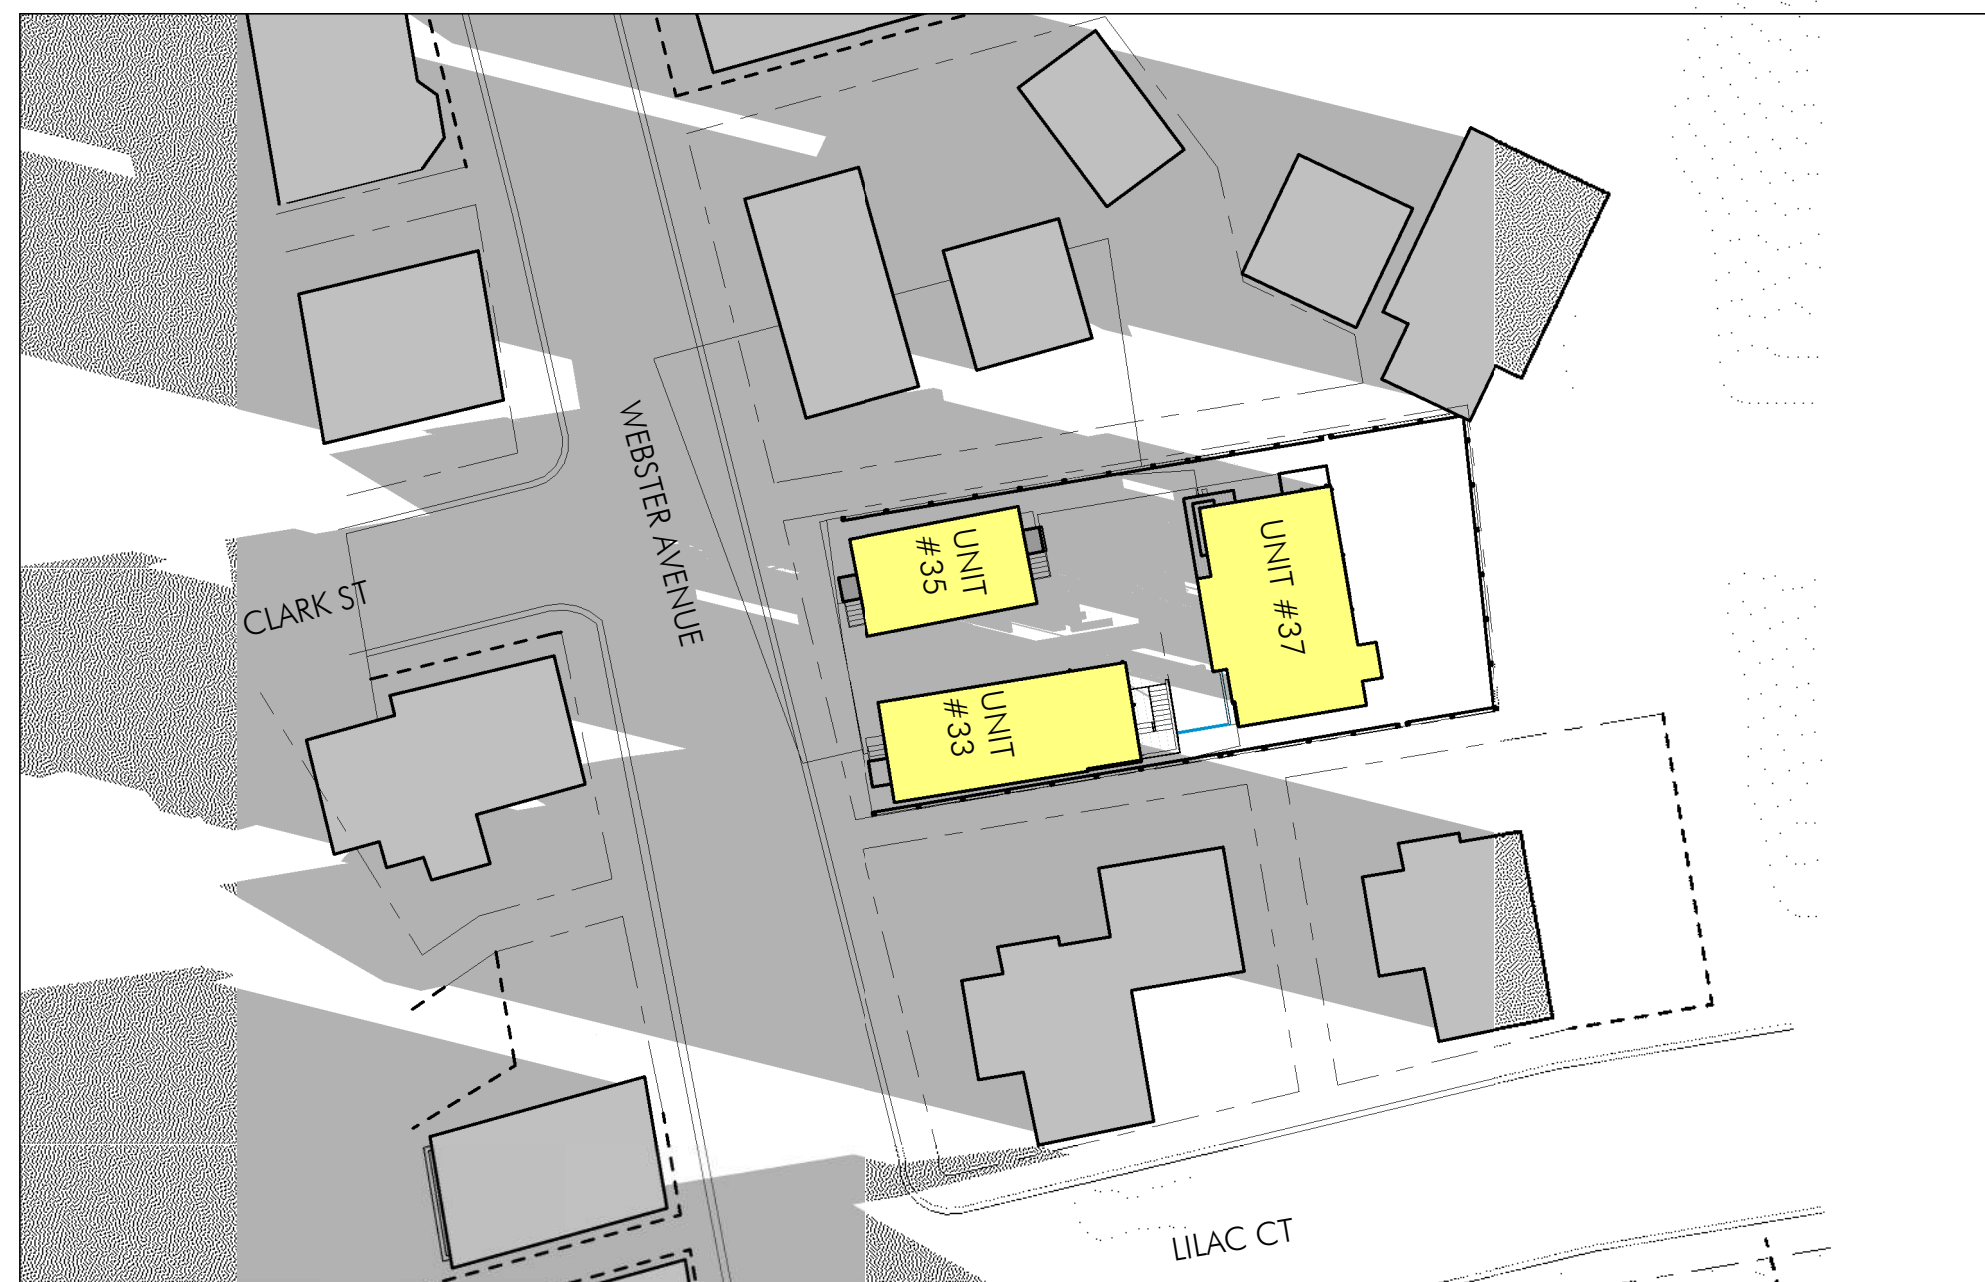 WEBSTER AVENUE
CLARK ST
UNIT
#35
UNIT #37
UNIT
#33
LILAC CT